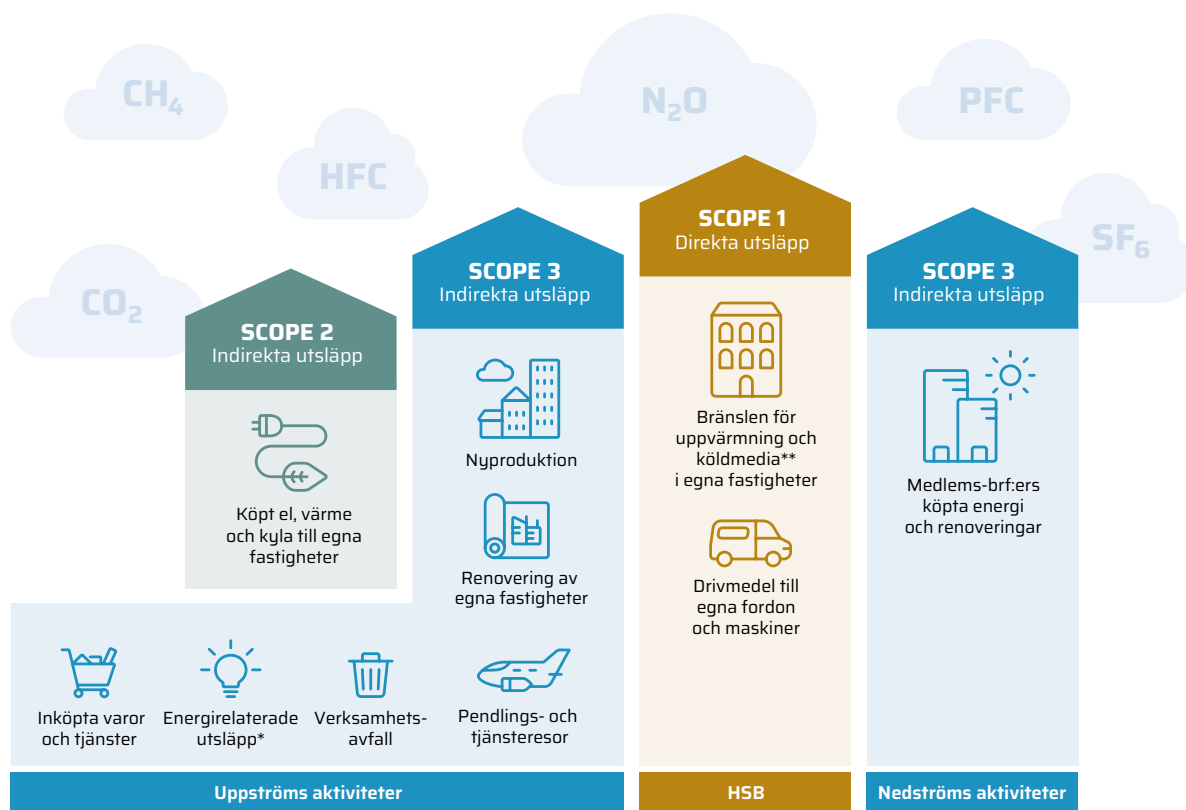 CH₄
HFC
N₂O
PFC
SF₆
CO₂
SCOPE 2
Indirekta utsläpp
Köpt el, värme
och kyla till egna
fastigheter
SCOPE 3
Indirekta utsläpp
Nyproduktion
Renovering av
egna fastigheter
Inköpta varor
och tjänster
Energirelaterade
utsläpp*
Verksamhets-
avfall
Pendlings- och
tjänsteresor
Uppströms aktiviteter
SCOPE 1
Direkta utsläpp
Bränslen för
uppvärmning och
köldmedia**
i egna fastigheter
Drivmedel till
egna fordon
och maskiner
HSB
SCOPE 3
Indirekta utsläpp
Medlems-brf:ers
köpta energi
och renoveringar
Nedströms aktiviteter